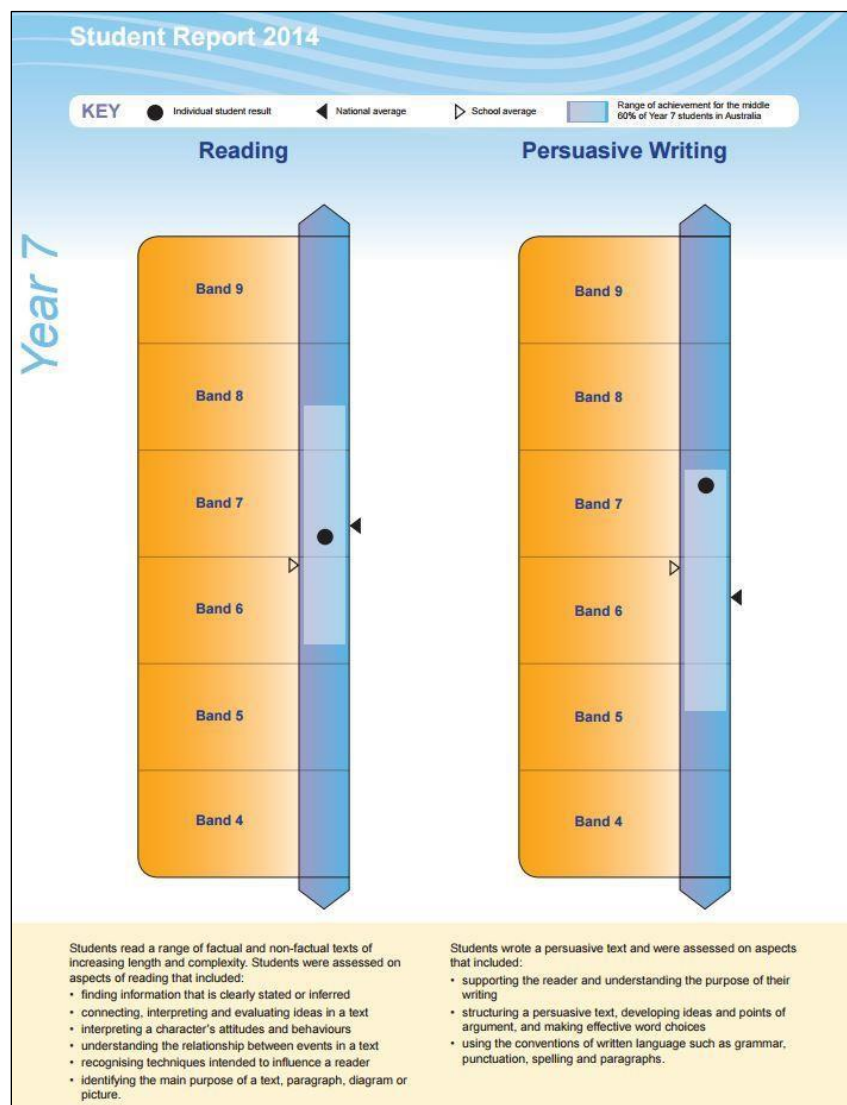 Student Report 2014
KEY
Individual student result
National average
School average
Range of achievement for the middle
60% of Year 7 students in Australia
Year 7
Reading
Band 9
Band 8
Band 7
Band 6
Band 5
Band 4
Persuasive Writing
Band 9
Band 8
Band 7
Band 6
Band 5
Band 4
Students read a range of factual and non-factual texts of
increasing length and complexity. Students were assessed on
aspects of reading that included:
• finding information that is clearly stated or inferred
• connecting, interpreting and evaluating ideas in a text
• interpreting a character's attitudes and behaviours
• understanding the relationship between events in a text
• recognising techniques intended to influence a reader
• identifying the main purpose of a text, paragraph, diagram or
picture.
Students wrote a persuasive text and were assessed on aspects
that included:
• supporting the reader and understanding the purpose of their
writing
• structuring a persuasive text, developing ideas and points of
argument, and making effective word choices
• using the conventions of written language such as grammar,
punctuation, spelling and paragraphs.